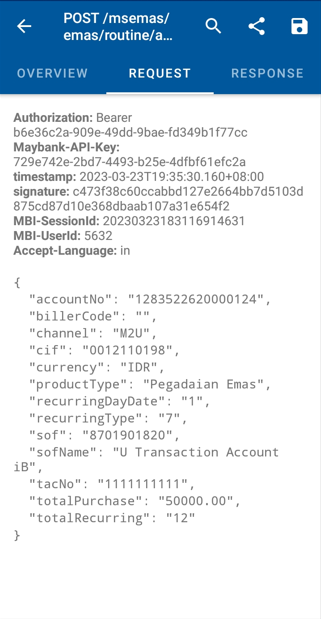 POST /msemas/
emas/routine/a...
OVERVIEW
REQUEST
RESPONSE
Authorization: Bearer
b6e36c2a-909e-49dd-9bae-fd349b1f77cc
Maybank-API-Key:
729e742e-2bd7-4493-b25e-4dfbf61efc2a
timestamp: 2023-03-23T19:35:30.160+08:00
signature: c473f38c60ccabbd127e2664bb7d5103d
875cd87d10e368dbaab107a31e654f2
MBI-SessionId: 20230323183116914631
MBI-UserId: 5632
Accept-Language: in
{
"accountNo": "1283522620000124",
"billerCode": "",
"channel": "M2U",
"cif": "0012110198",
"currency": "IDR",
"productType": "Pegadaian Emas",
"recurringDayDate": "1",
"recurringType": "7",
"sof": "8701901820",
"sofName": "U Transaction Account
iB",
"tacNo": "1111111111",
"totalPurchase": "50000.00",
"totalRecurring": "12"
}